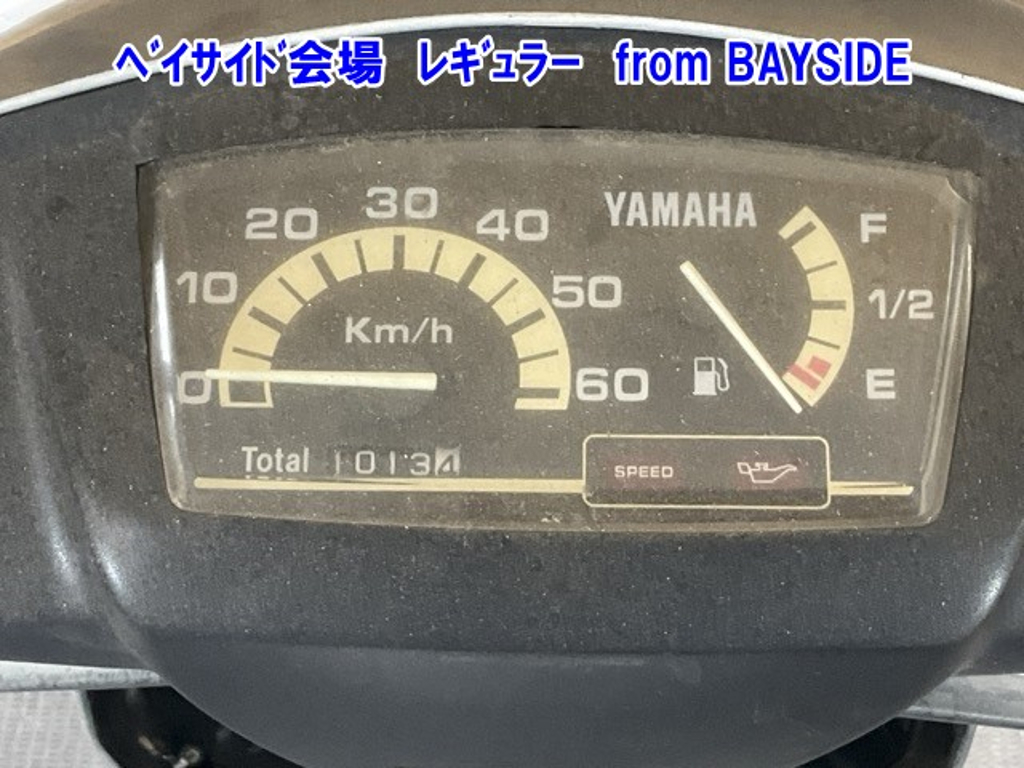 ﾍﾞｲｻｲﾄﾞ会場　ﾚｷﾞｭﾗｰ　from BAYSIDE
YAMAHA
0
10
20
30
40
50
60
Km/h
F
1/2
E
Total 10134
SPEED